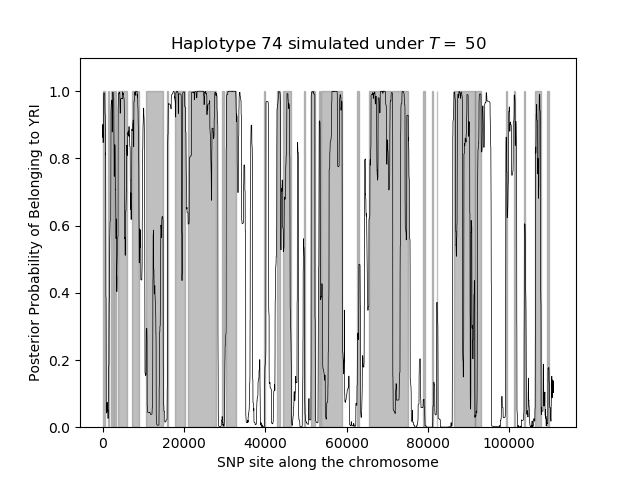 Haplotype 74 simulated under T = 50
Posterior Probability of Belonging to YRI
1.0
0.8
0.6
0.4
0.2
0.0
0 20000 40000 60000 80000 100000
SNP site along the chromosome